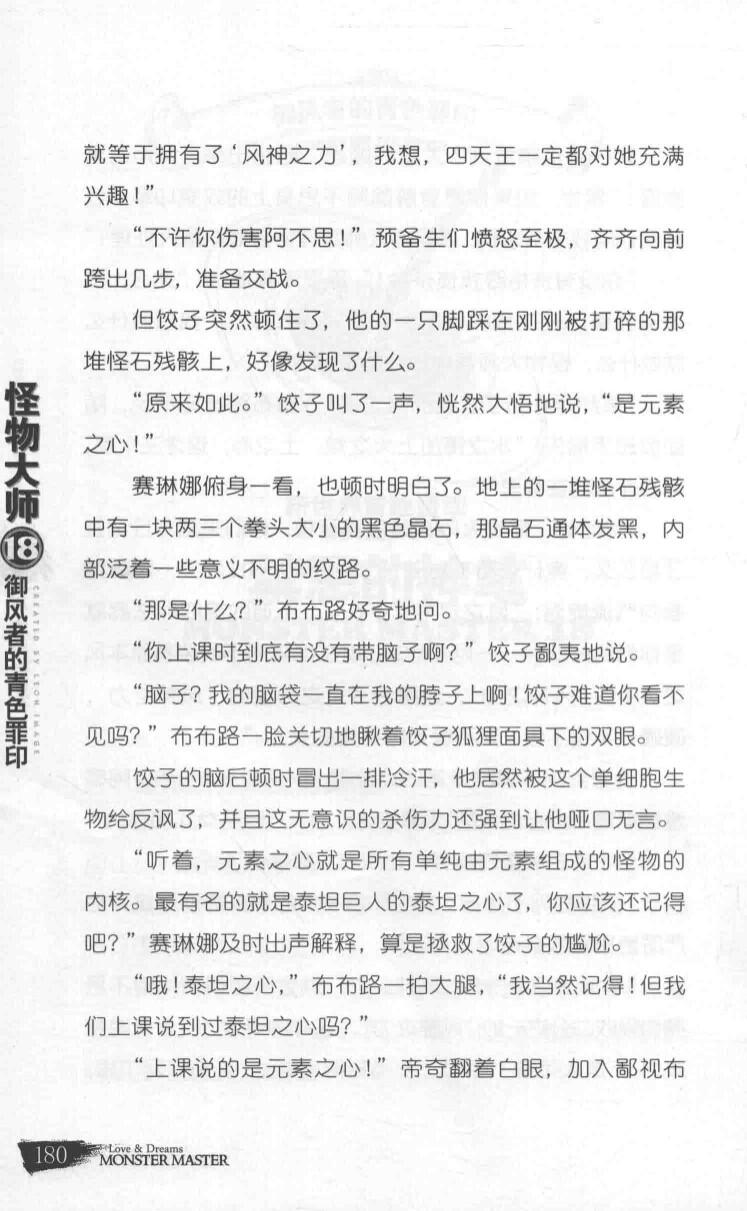 就等于拥有了‘风神之力’，我想，四天王一定都对她充满
兴趣！”
“不许你伤害阿不思！”预备生们愤怒至极，齐齐向前
跨出几步，准备交战。
但饺子突然顿住了，他的一只脚踩在刚刚被打碎的那
堆怪石残骸上，好像发现了什么。
“原来如此。”饺子叫了一声，恍然大悟地说，“是元素
之心！”
赛琳娜俯身一看，也顿时明白了。地上的一堆怪石残骸
中有一块两三个拳头大小的黑色晶石，那晶石通体发黑，内
部泛着一些意义不明的纹路。
“那是什么？”布布路好奇地问。
“你上课时到底有没有带脑子啊？”饺子鄙夷地说。
“脑子？我的脑袋一直在我的脖子上啊！饺子难道你看不
见吗？”布布路一脸关切地瞅着饺子狐狸面具下的双眼。
饺子的脑后顿时冒出一排冷汗，他居然被这个单细胞生
物给反讽了，并且这无意识的杀伤力还强到让他哑口无言。
“听着，元素之心就是所有单纯由元素组成的怪物的
内核。最有名的就是泰坦巨人的泰坦之心了，你应该还记得
吧？”赛琳娜及时出声解释，算是拯救了饺子的尴尬。
“哦！泰坦之心，”布布路一拍大腿，“我当然记得！但我
们上课说到过泰坦之心吗？”
“上课说的是元素之心！”帝奇翻着白眼，加入鄙视布
怪物大师
18
御风者的青色罪印
CREATED BY LEON IMAGE
180
Love & Dreams
MONSTER MASTER